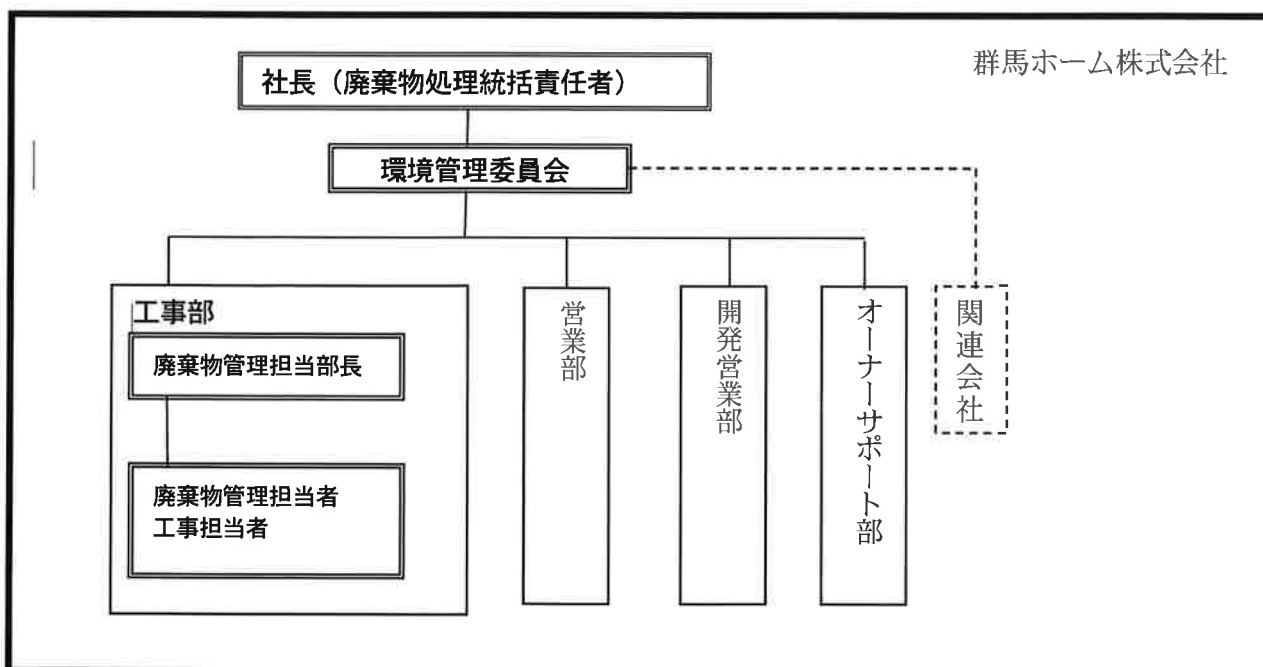 群馬ホーム株式会社
社長（廃棄物処理統括責任者）
環境管理委員会
工事部
廃棄物管理担当部長
廃棄物管理担当者
工事担当者
営業部
開発営業部
オーナーサポート部
関連会社